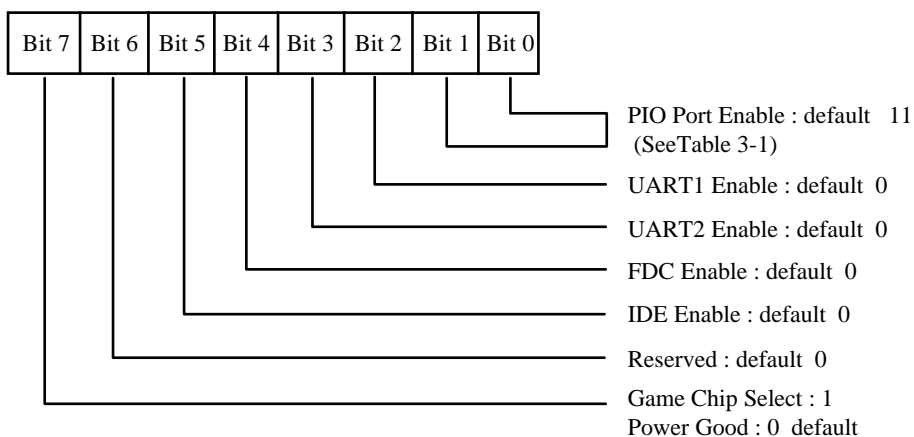 Bit 7 Bit 6 Bit 5 Bit 4 Bit 3 Bit 2 Bit 1 Bit 0
PIO Port Enable : default 11
(SeeTable 3-1)
UART1 Enable : default 0
UART2 Enable : default 0
FDC Enable : default 0
IDE Enable : default 0
Reserved : default 0
Game Chip Select : 1
Power Good : 0 default